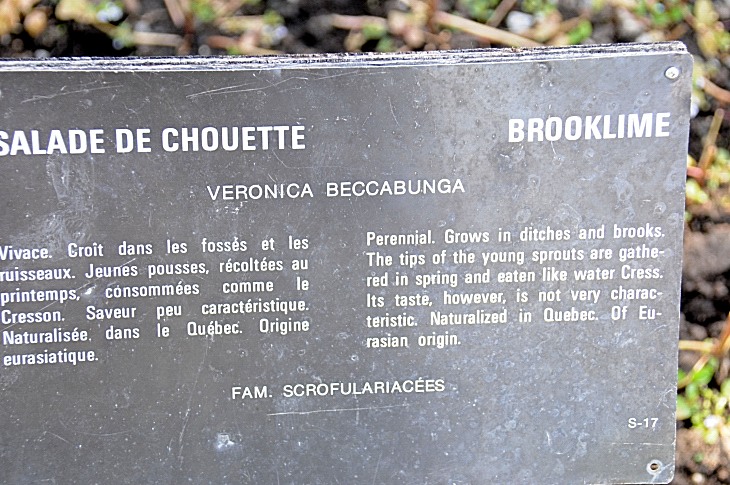 SALADE DE CHOUETTE
BROOKLIME
VERONICA BECCABUNGA
Vivace. Croît dans les fossés et les
ruisseaux. Jeunes pousses, récoltées au
printemps, consommées comme le
Cresson. Saveur peu caractéristique.
Naturalisée dans le Québec. Origine
eurasiatique.
Perennial. Grows in ditches and brooks.
The tips of the young sprouts are gathe-
red in spring and eaten like water Cress.
Its taste, however, is not very charac-
teristic. Naturalized in Quebec. Of Eu-
rasian origin.
FAM. SCROFULARIACÉES
S-17